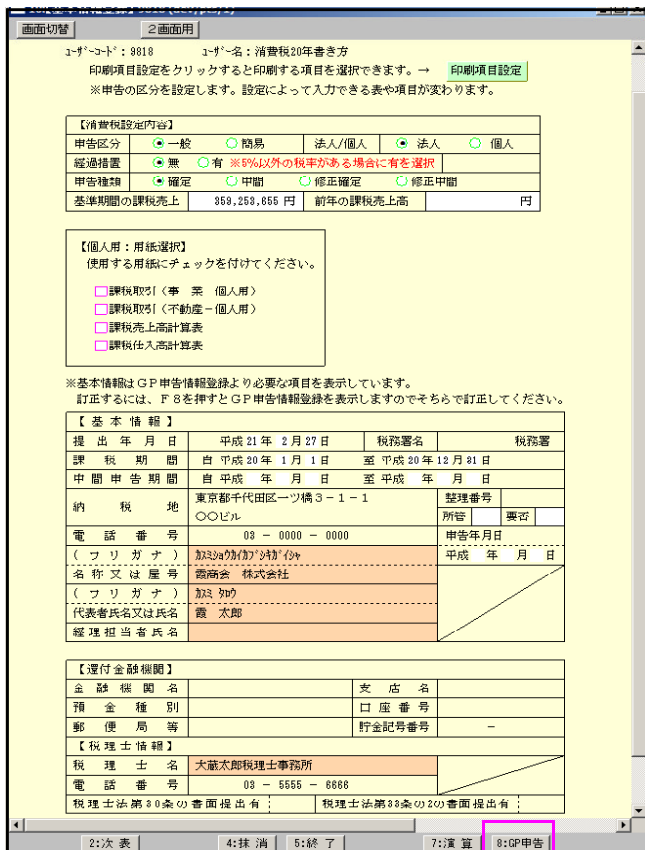 画面切替 2画面用
ﾕｰｻﾞｰｺｰﾄﾞ：9818 ﾕｰｻﾞｰ名：消費税20年書き方
印刷項目設定をクリックすると印刷する項目を選択できます。→ 印刷項目設定
※申告の区分を設定します。設定によって入力できる表や項目が変わります。
【消費税設定内容】
申告区分 一般 簡易 法人/個人 法人 個人
経過措置 無 有 ※5%以外の税率がある場合に有を選択
申告種類 確定 中間 修正確定 修正中間
基準期間の課税売上 359,253,655 円 前年の課税売上高 円
【個人用：用紙選択】
使用する用紙にチェックを付けてください。
課税取引（事 業 個人用）
課税取引（不動産－個人用）
課税売上高計算表
課税仕入高計算表
※基本情報はGP申告情報登録より必要な項目を表示しています。
訂正するには、F8を押すとGP申告情報登録を表示しますのでそちらで訂正してください。
【基本情報】
提出年月日 平成21年 2月27日 税務署名 税務署
課税期間 自 平成20年 1月 1日 至 平成20年12月31日
中間申告期間 自 平成 年 月 日 至 平成 年 月 日
納税地 東京都千代田区一ツ橋3－1－1 整理番号
〇〇ビル 所管 要否
電話番号 03 － 0000 － 0000 申告年月日
(フリガナ) ｶｽﾐｼｮｳｶｲｶﾌﾞｼｷｶﾞｲｼｬ 平成 年 月 日
名称又は屋号 霞商会 株式会社
(フリガナ) ｶｽﾐ ﾀﾛｳ
代表者氏名又は氏名 霞 太郎
経理担当者氏名
【還付金融機関】
金融機関名 支店名
預金種別 口座番号
郵便局等 貯金記号番号 －
【税理士情報】
税理士名 大蔵太郎税理士事務所
電話番号 03 － 5555 － 6666
税理士法第30条の書面提出有 税理士法第33条の2の書面提出有
2:次 表 4:抹 消 5:終 了 7:演 算 8:GP申告